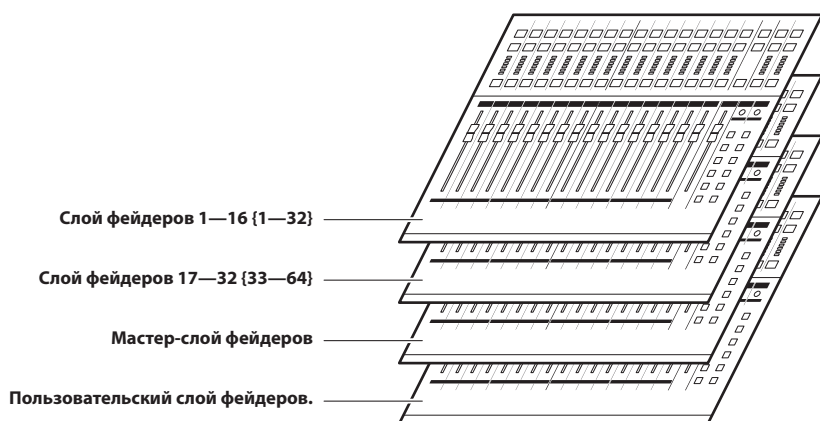 Слой фейдеров 1—16 {1—32}
Слой фейдеров 17—32 {33—64}
Мастер-слой фейдеров
Пользовательский слой фейдеров.